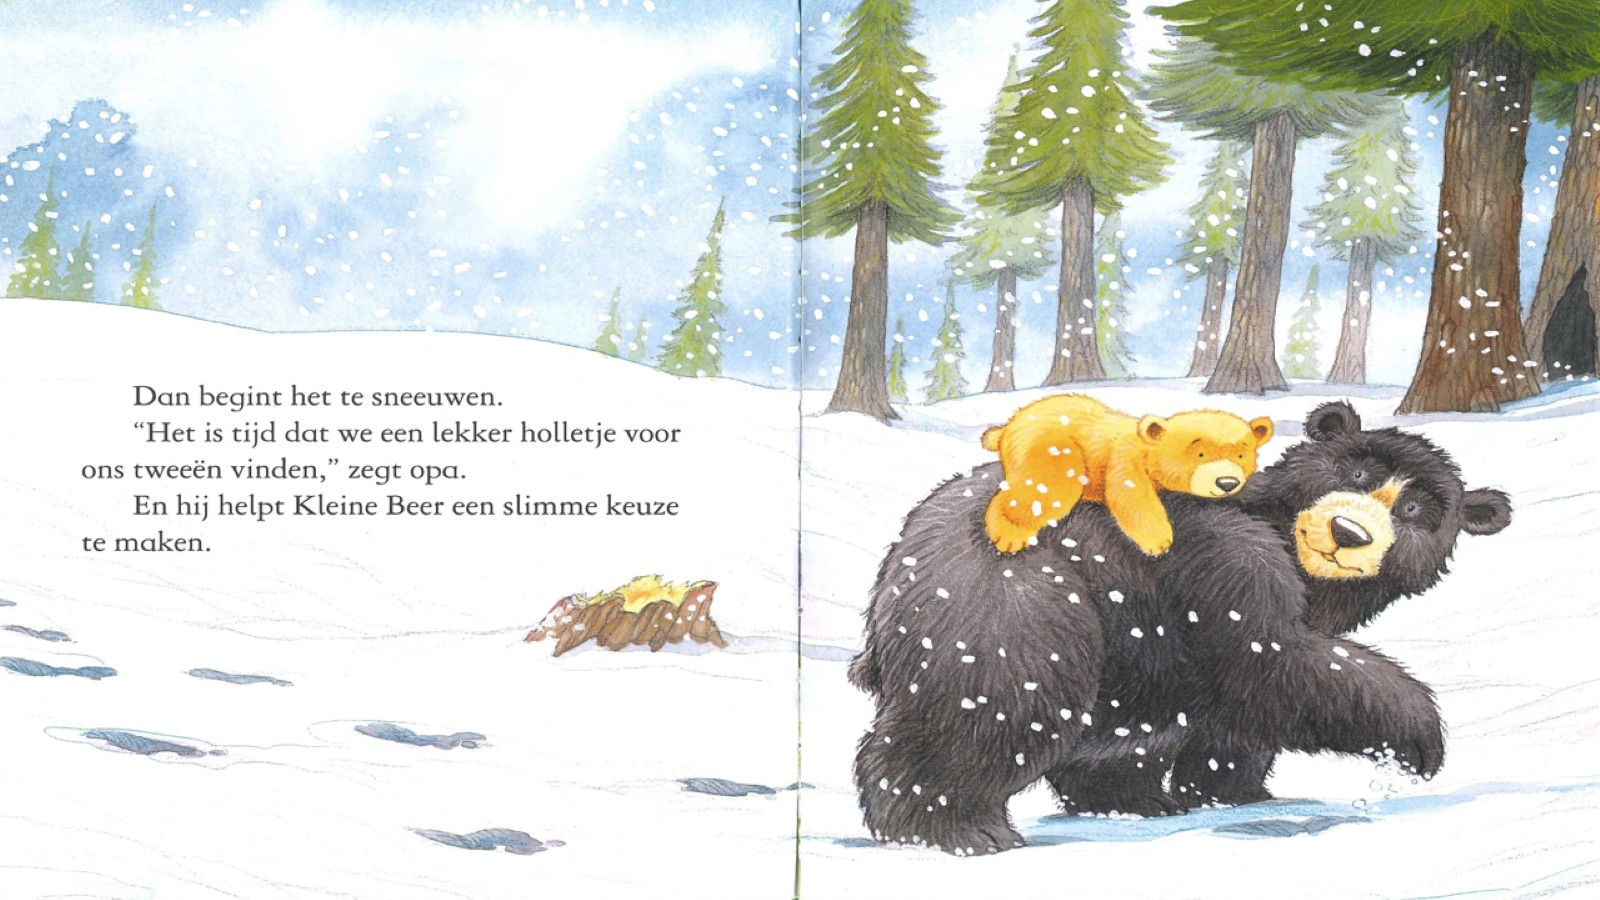 Dan begint het te sneeuwen.
“Het is tijd dat we een lekker holletje voor
ons tweeën vinden,” zegt opa.
En hij helpt Kleine Beer een slimme keuze
te maken.